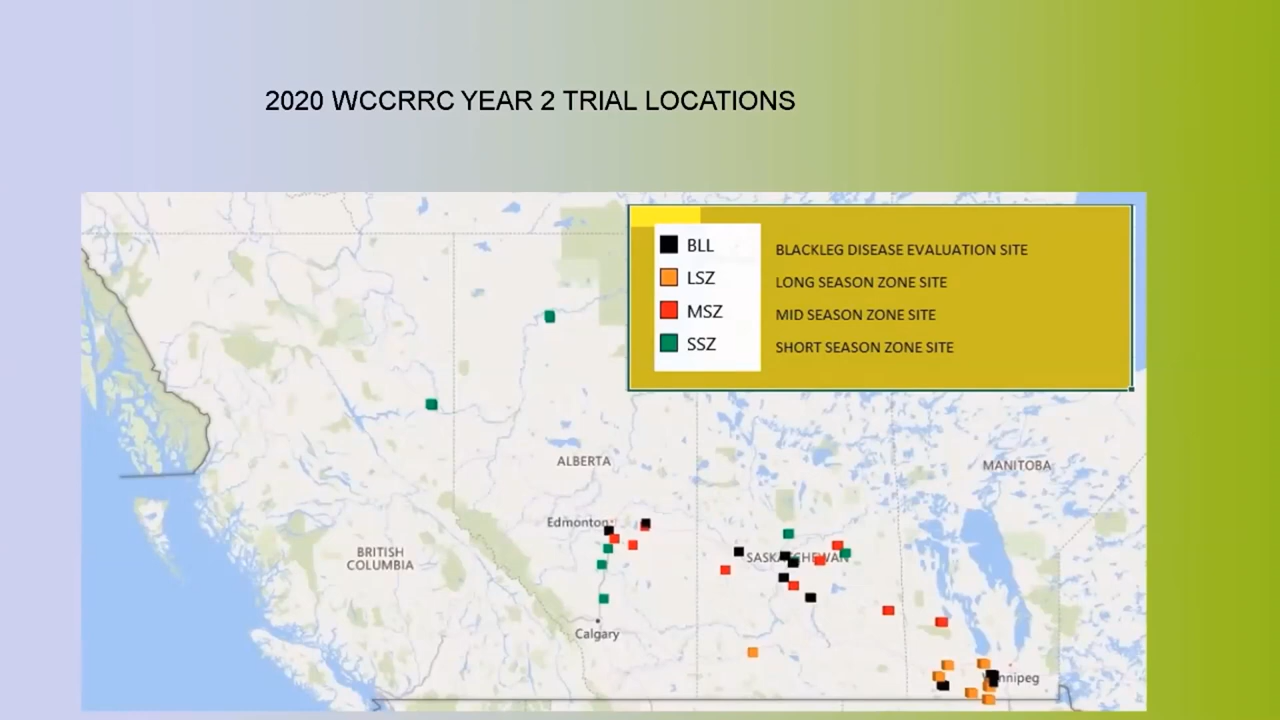 2020 WCCRRC YEAR 2 TRIAL LOCATIONS
BLL BLACKLEG DISEASE EVALUATION SITE
LSZ LONG SEASON ZONE SITE
MSZ MID SEASON ZONE SITE
SSZ SHORT SEASON ZONE SITE
ALBERTA
MANITOBA
Edmonton
BRITISH
COLUMBIA
SASKATCHEWAN
Calgary
Winnipeg